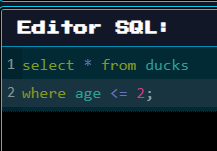 Editor SQL:
1 select * from ducks
2 where age <= 2;